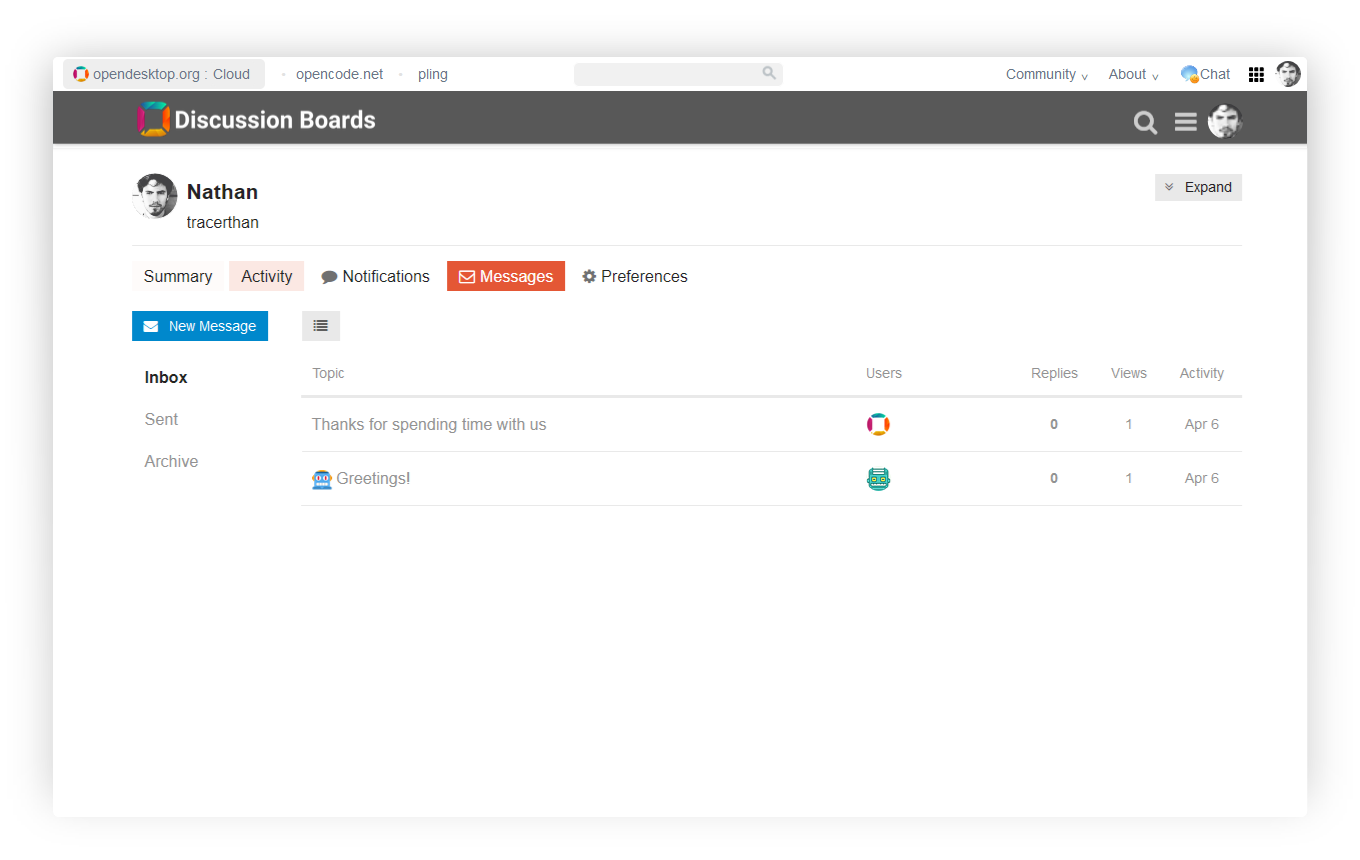 opendesktop.org : Cloud opencode.net pling Community About Chat
Discussion Boards
Nathan
Expand
tracerthan
Summary Activity Notifications Messages Preferences
New Message
Inbox
Topic Users Replies Views Activity
Sent
Thanks for spending time with us 0 1 Apr 6
Archive
Greetings! 0 1 Apr 6